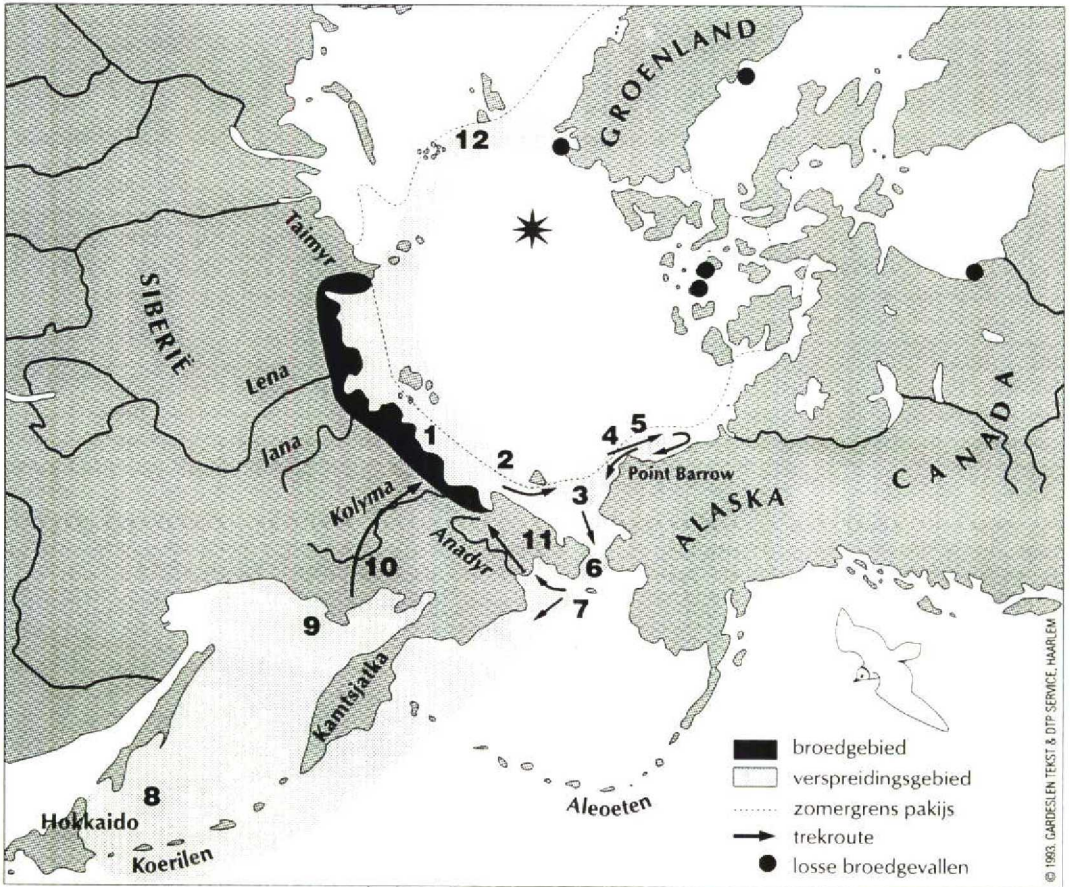 GROENLAND
12
Taimyr
SIBERIË
Lena
Jana
1
2
4
5
3
Point Barrow
CANADA
ALASKA
Kolyma
Anadyr
11
10
6
7
9
Kamtsjatka
8
Hokkaido
Koerilen
Aleoeten
broedgebied
verspreidingsgebied
zomergrens pakijs
trekroute
losse broedgevallen
© 1993, GARDESLEN TEKST & DTP SERVICE, HAARLEM